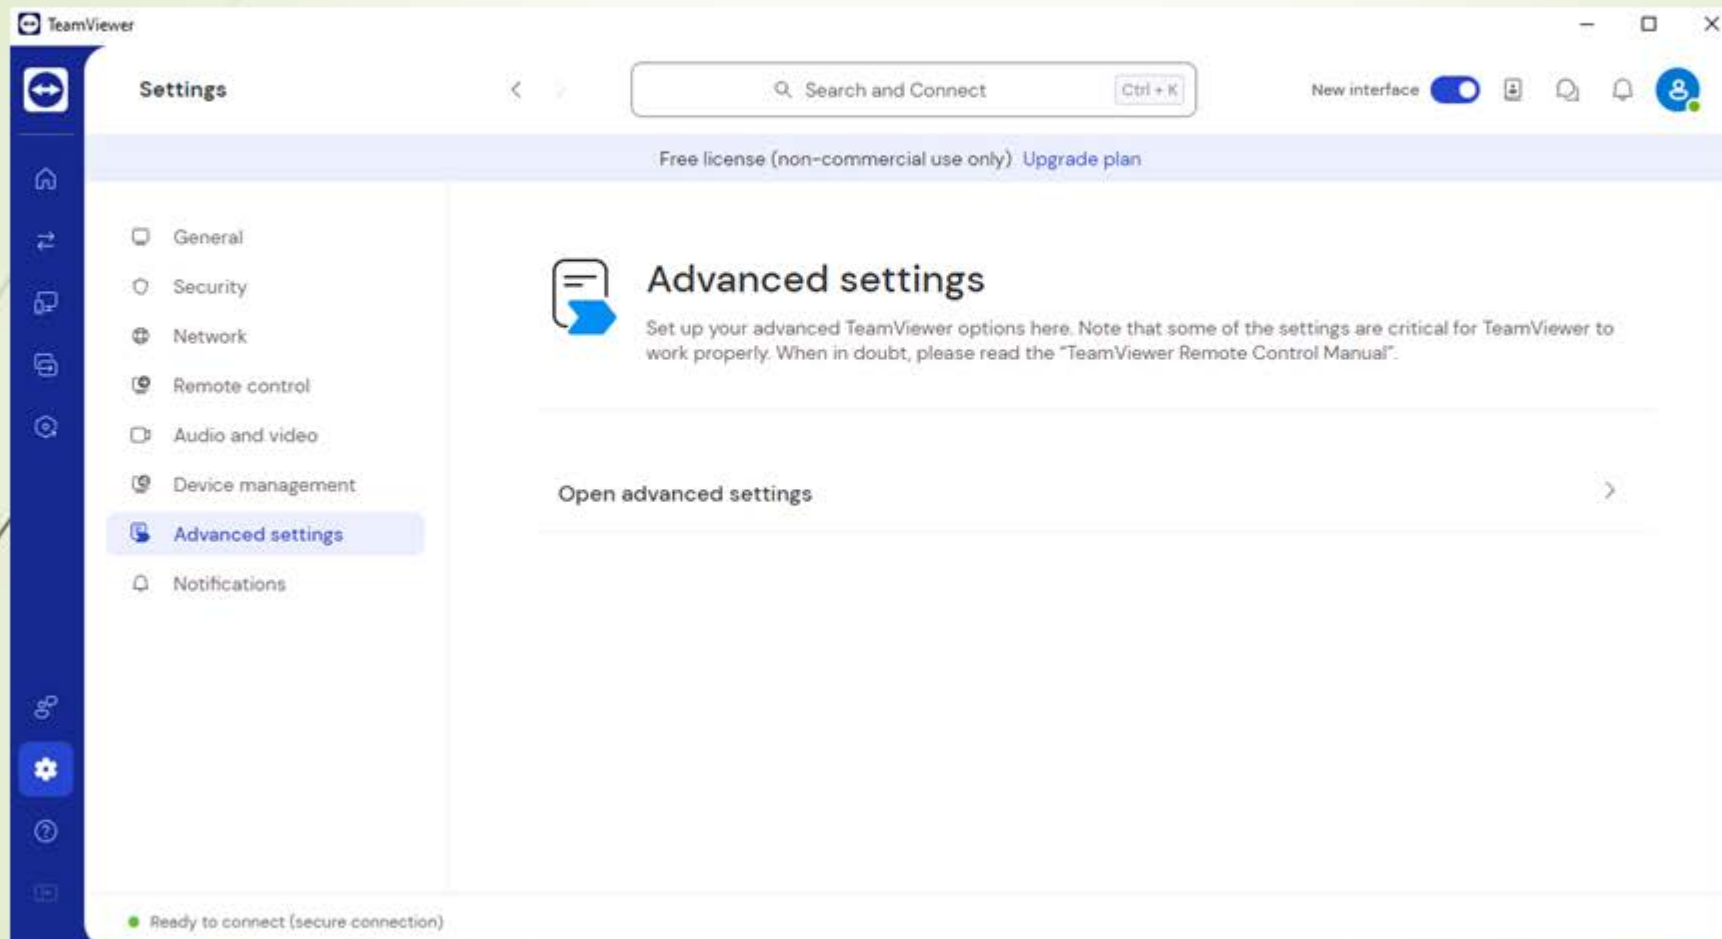 TeamViewer
Settings
Search and Connect
Ctrl + K
New interface
Free license (non-commercial use only) Upgrade plan
General
Security
Network
Remote control
Audio and video
Device management
Advanced settings
Notifications
Advanced settings
Set up your advanced TeamViewer options here. Note that some of the settings are critical for TeamViewer to
work properly. When in doubt, please read the "TeamViewer Remote Control Manual".
Open advanced settings
Ready to connect (secure connection)